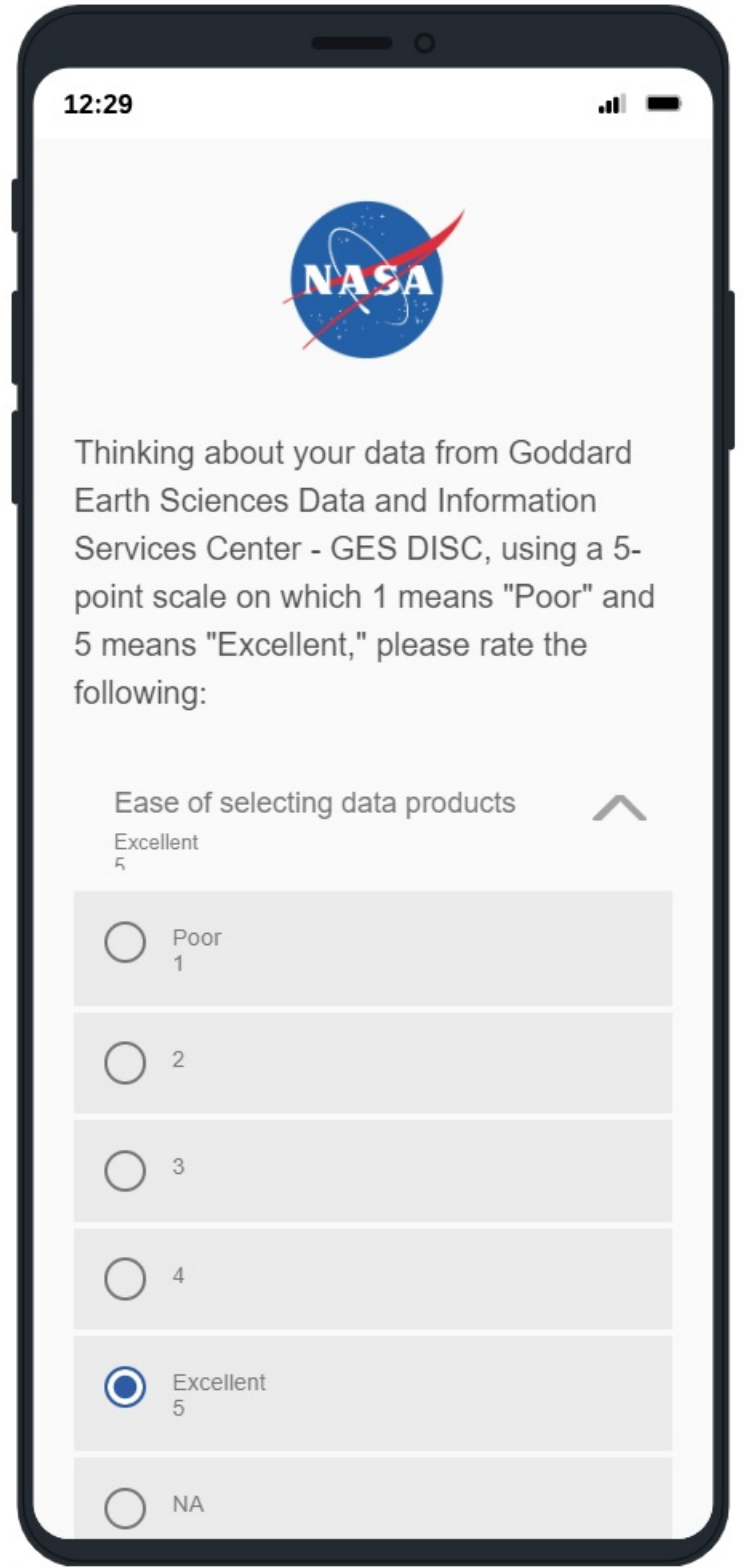 12:29
NASA
Thinking about your data from Goddard
Earth Sciences Data and Information
Services Center - GES DISC, using a 5-
point scale on which 1 means "Poor" and
5 means "Excellent," please rate the
following:
Ease of selecting data products
Excellent
5
Poor
1
2
3
4
Excellent
5
NA